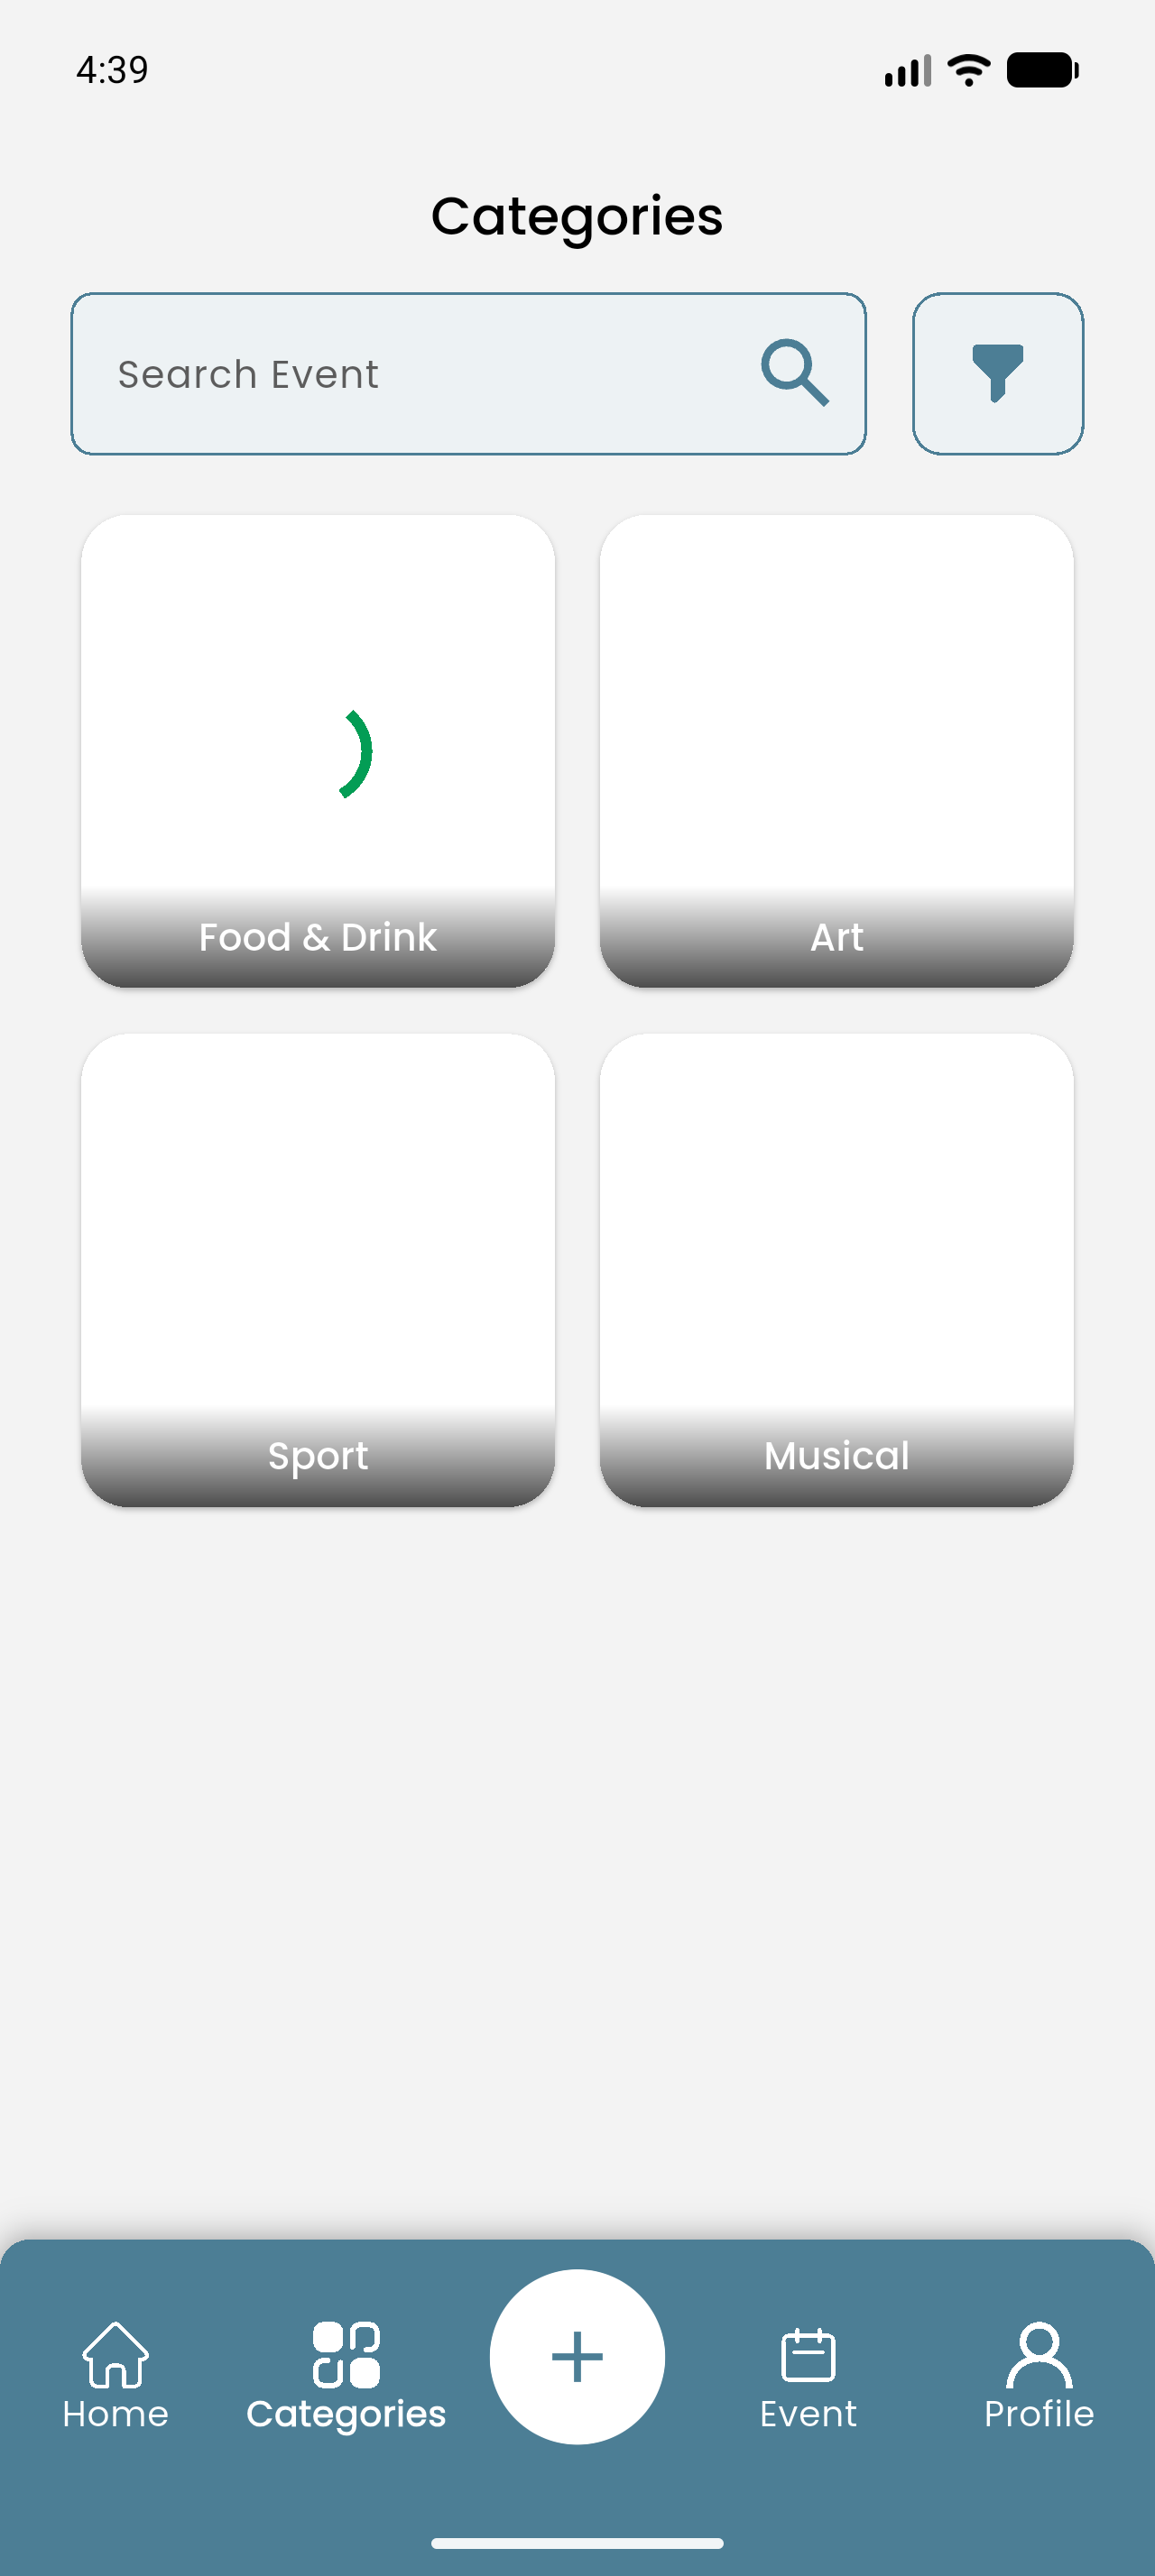 4:39
Categories
Search Event
Food & Drink
Art
Sport
Musical
Home
Categories
Event
Profile